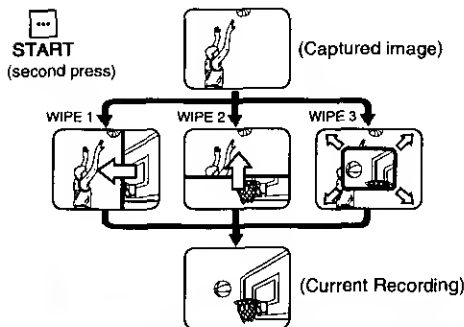 ...
START
(second press)
(Captured image)
WIPE 1
WIPE 2
WIPE 3
(Current Recording)